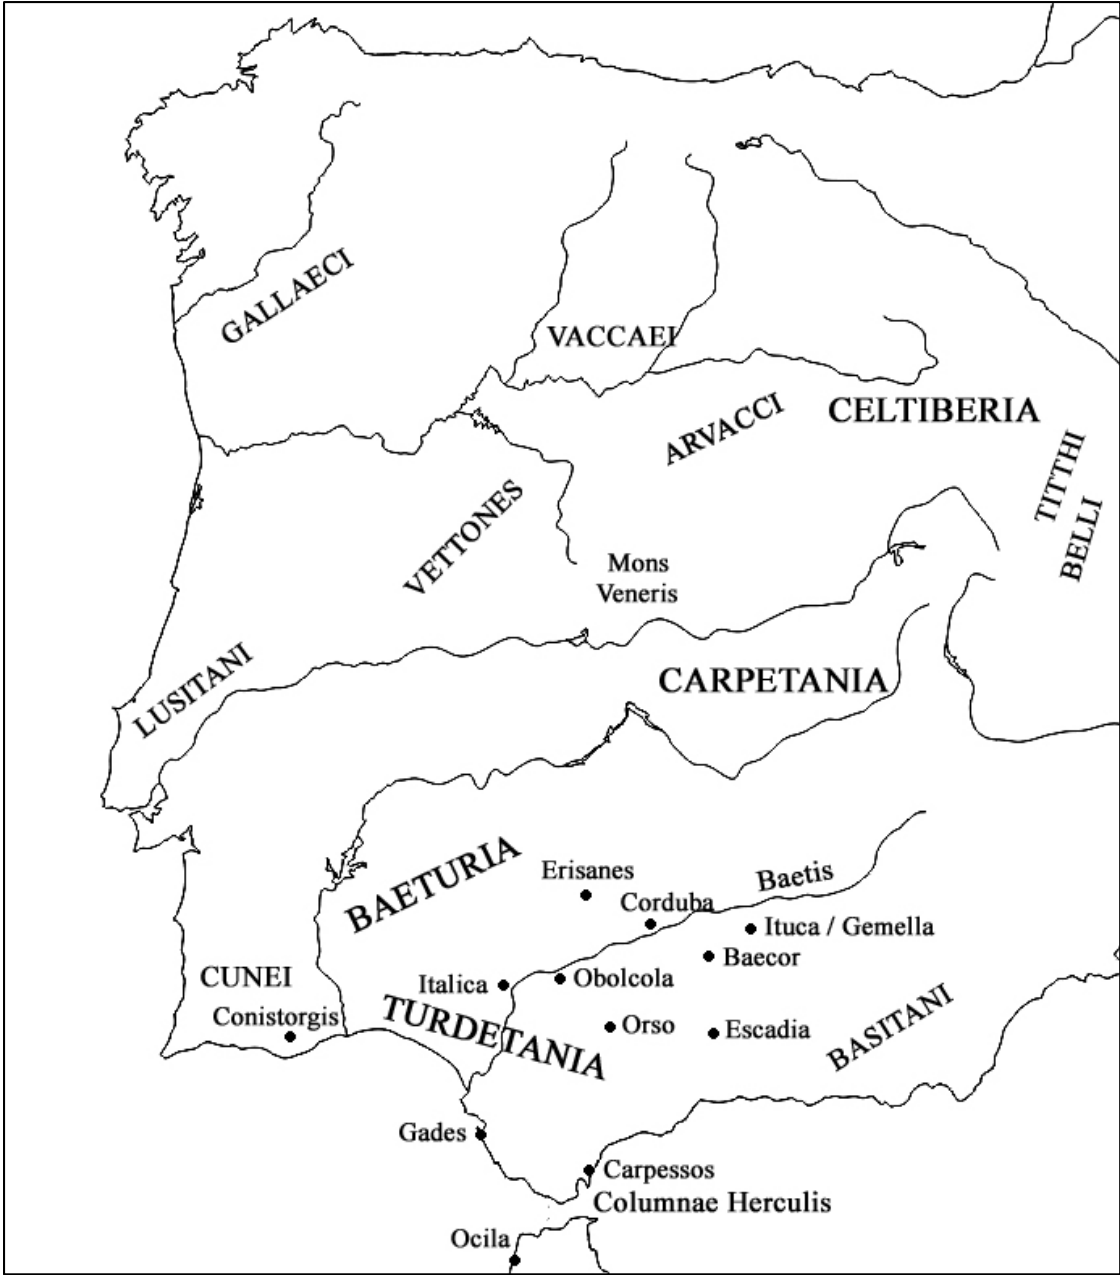 GALLAECI
VACCAEI
ARVACCI
CELTIBERIA
TITTHI
BELLI
VETTONES
Mons
Veneris
LUSITANI
CARPETANIA
BAETURIA
Erisanes
Baetis
Corduba
Ituca / Gemella
Baecor
CUNEI
Italica
Obolcola
Conistorgis
TURDETANIA
Orso
Escadia
BASITANI
Gades
Carpessos
Columnae Herculis
Ocila